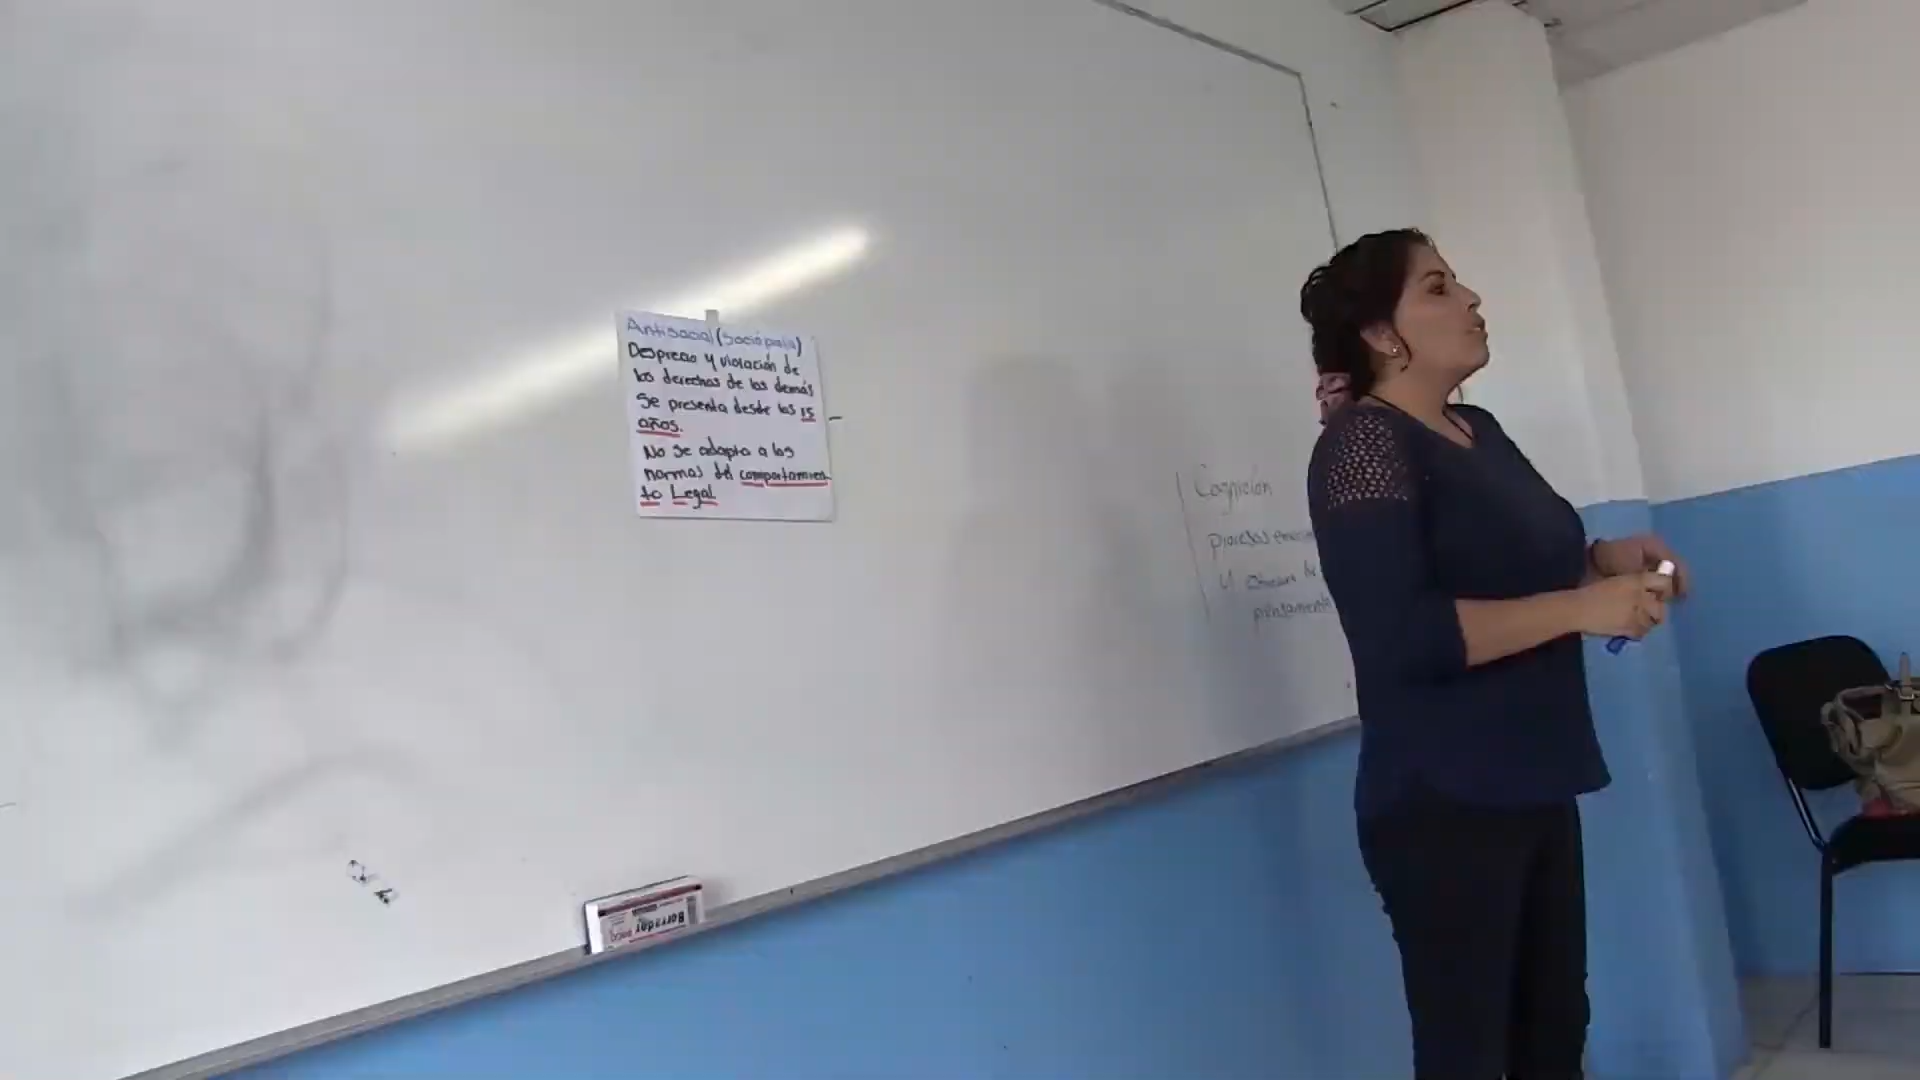 Antisocial (Sociópata)
Desprecio y violación de
los derechos de los demás
Se presenta desde los 15
años.
No se adapta a las
normas del comportamien
to Legal
Cognición
procesos
y
pensamiento
Borrador